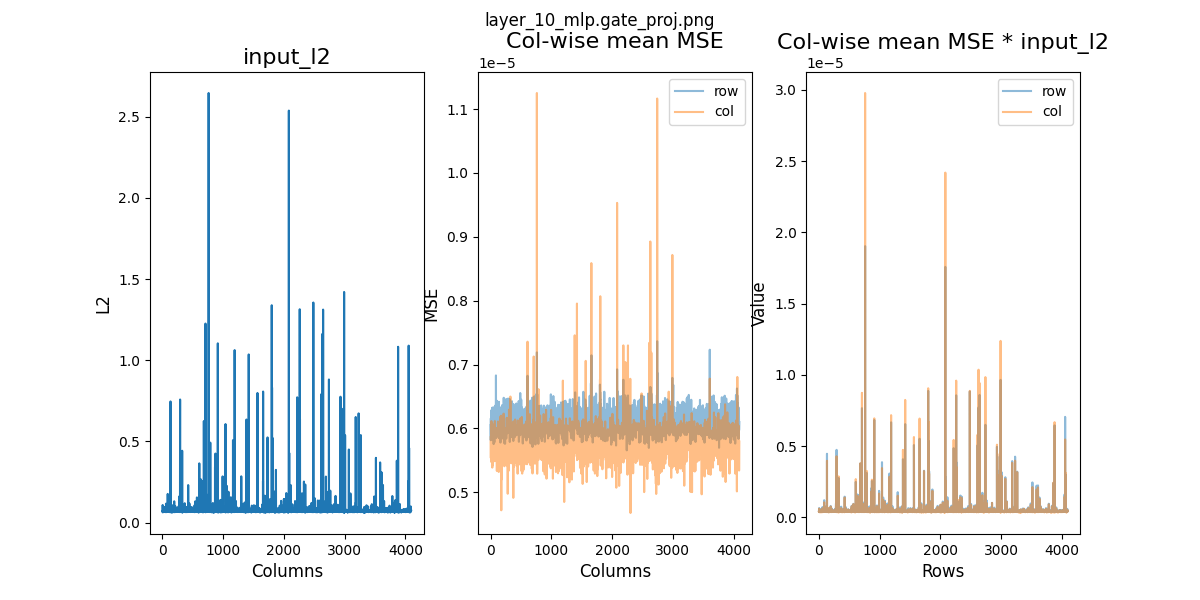 layer_10_mlp.gate_proj.png
input_l2
L2
2.5
2.0
1.5
1.0
0.5
0.0
0 1000 2000 3000 4000
Columns
Col-wise mean MSE
1e−5
row
col
MSE
1.1
1.0
0.9
0.8
0.7
0.6
0.5
0 1000 2000 3000 4000
Columns
Col-wise mean MSE * input_l2
1e−5
row
col
Value
3.0
2.5
2.0
1.5
1.0
0.5
0.0
0 1000 2000 3000 4000
Rows